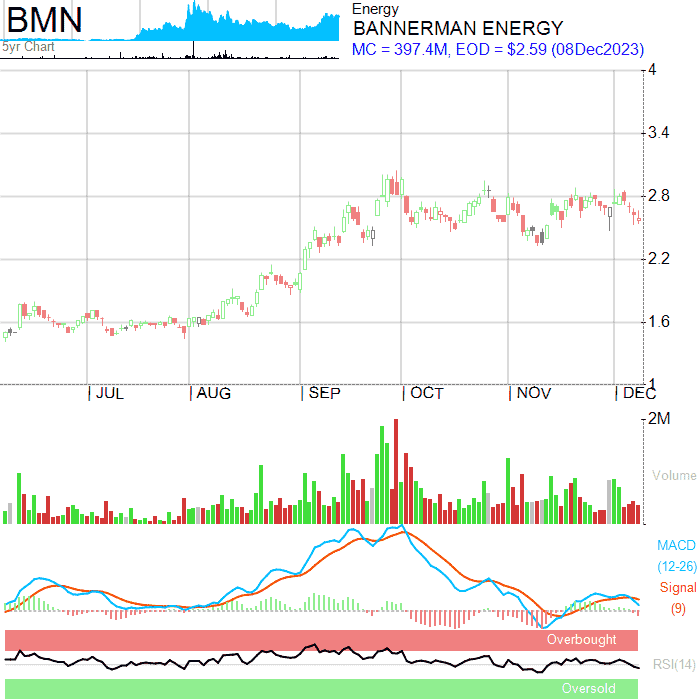 BMN
5yr Chart
Energy
BANNERMAN ENERGY
MC = 397.4M, EOD = $2.59 (08Dec2023)
4
3.4
2.8
2.2
1.6
1
JUL AUG SEP OCT NOV DEC
2M
Volume
MACD
(12-26)
Signal
(9)
Overbought
RSI(14)
Oversold